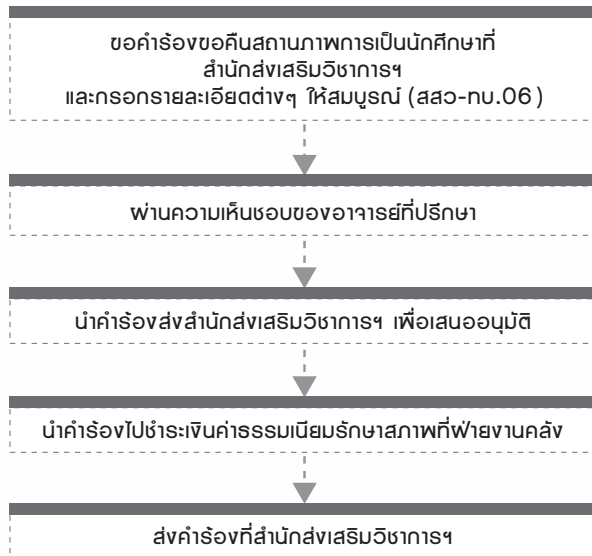 ขอคำร้องขอคืนสถานภาพการเป็นนักศึกษาที่
สำนักส่งเสริมวิชาการฯ
และกรอกรายละเอียดต่างๆ ให้สมบูรณ์ (สสว-ทบ.06)
ผ่านความเห็นชอบของอาจารย์ที่ปรึกษา
นำคำร้องส่งสำนักส่งเสริมวิชาการฯ เพื่อเสนออนุมัติ
นำคำร้องไปชำระเงินค่าธรรมเนียมรักษาสภาพที่ฝ่ายงานคลัง
ส่งคำร้องที่สำนักส่งเสริมวิชาการฯ